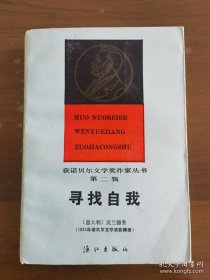 HUO NUOBEIER
WENXUEJIANG
ZUOJIACONGSHU
获诺贝尔文学奖作家丛书
第二辑
寻找自我
(意大利) 皮兰德娄
(1934年诺贝尔文学奖获得者)
漓江出版社